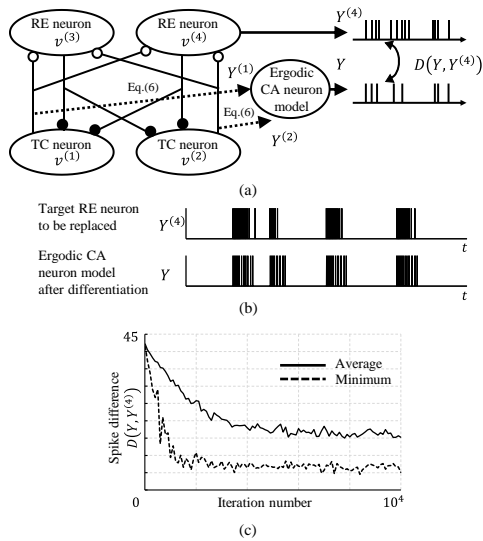 RE neuron
v^(3)
RE neuron
v^(4)
Y^(4)
Y^(1)
Y
D(Y, Y^(4))
Eq.(6)
Ergodic
CA neuron
model
Eq.(6)
Y^(2)
TC neuron
v^(1)
TC neuron
v^(2)
(a)
Target RE neuron
to be replaced
Y^(4)
t
Ergodic CA
neuron model
after differentiation
Y
t
(b)
45
Average
Minimum
Spike difference
D(Y, Y^(4))
0
Iteration number
10^4
(c)